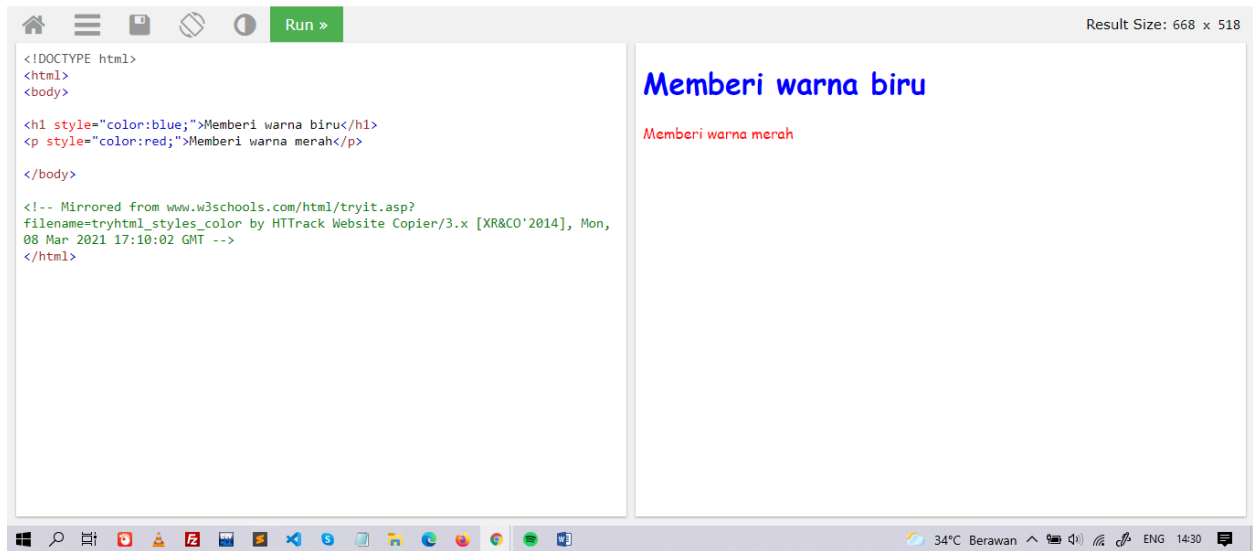 Run »
Result Size: 668 x 518
<!DOCTYPE html>
<html>
<body>
<h1 style="color:blue;">Memberi warna biru</h1>
<p style="color:red;">Memberi warna merah</p>
</body>
<!-- Mirrored from www.w3schools.com/html/tryit.asp?
filename=tryhtml_styles_color by HTTrack Website Copier/3.x [XR&CO'2014], Mon,
08 Mar 2021 17:10:02 GMT -->
</html>
Memberi warna biru
Memberi warna merah
34°C Berawan
ENG
14:30